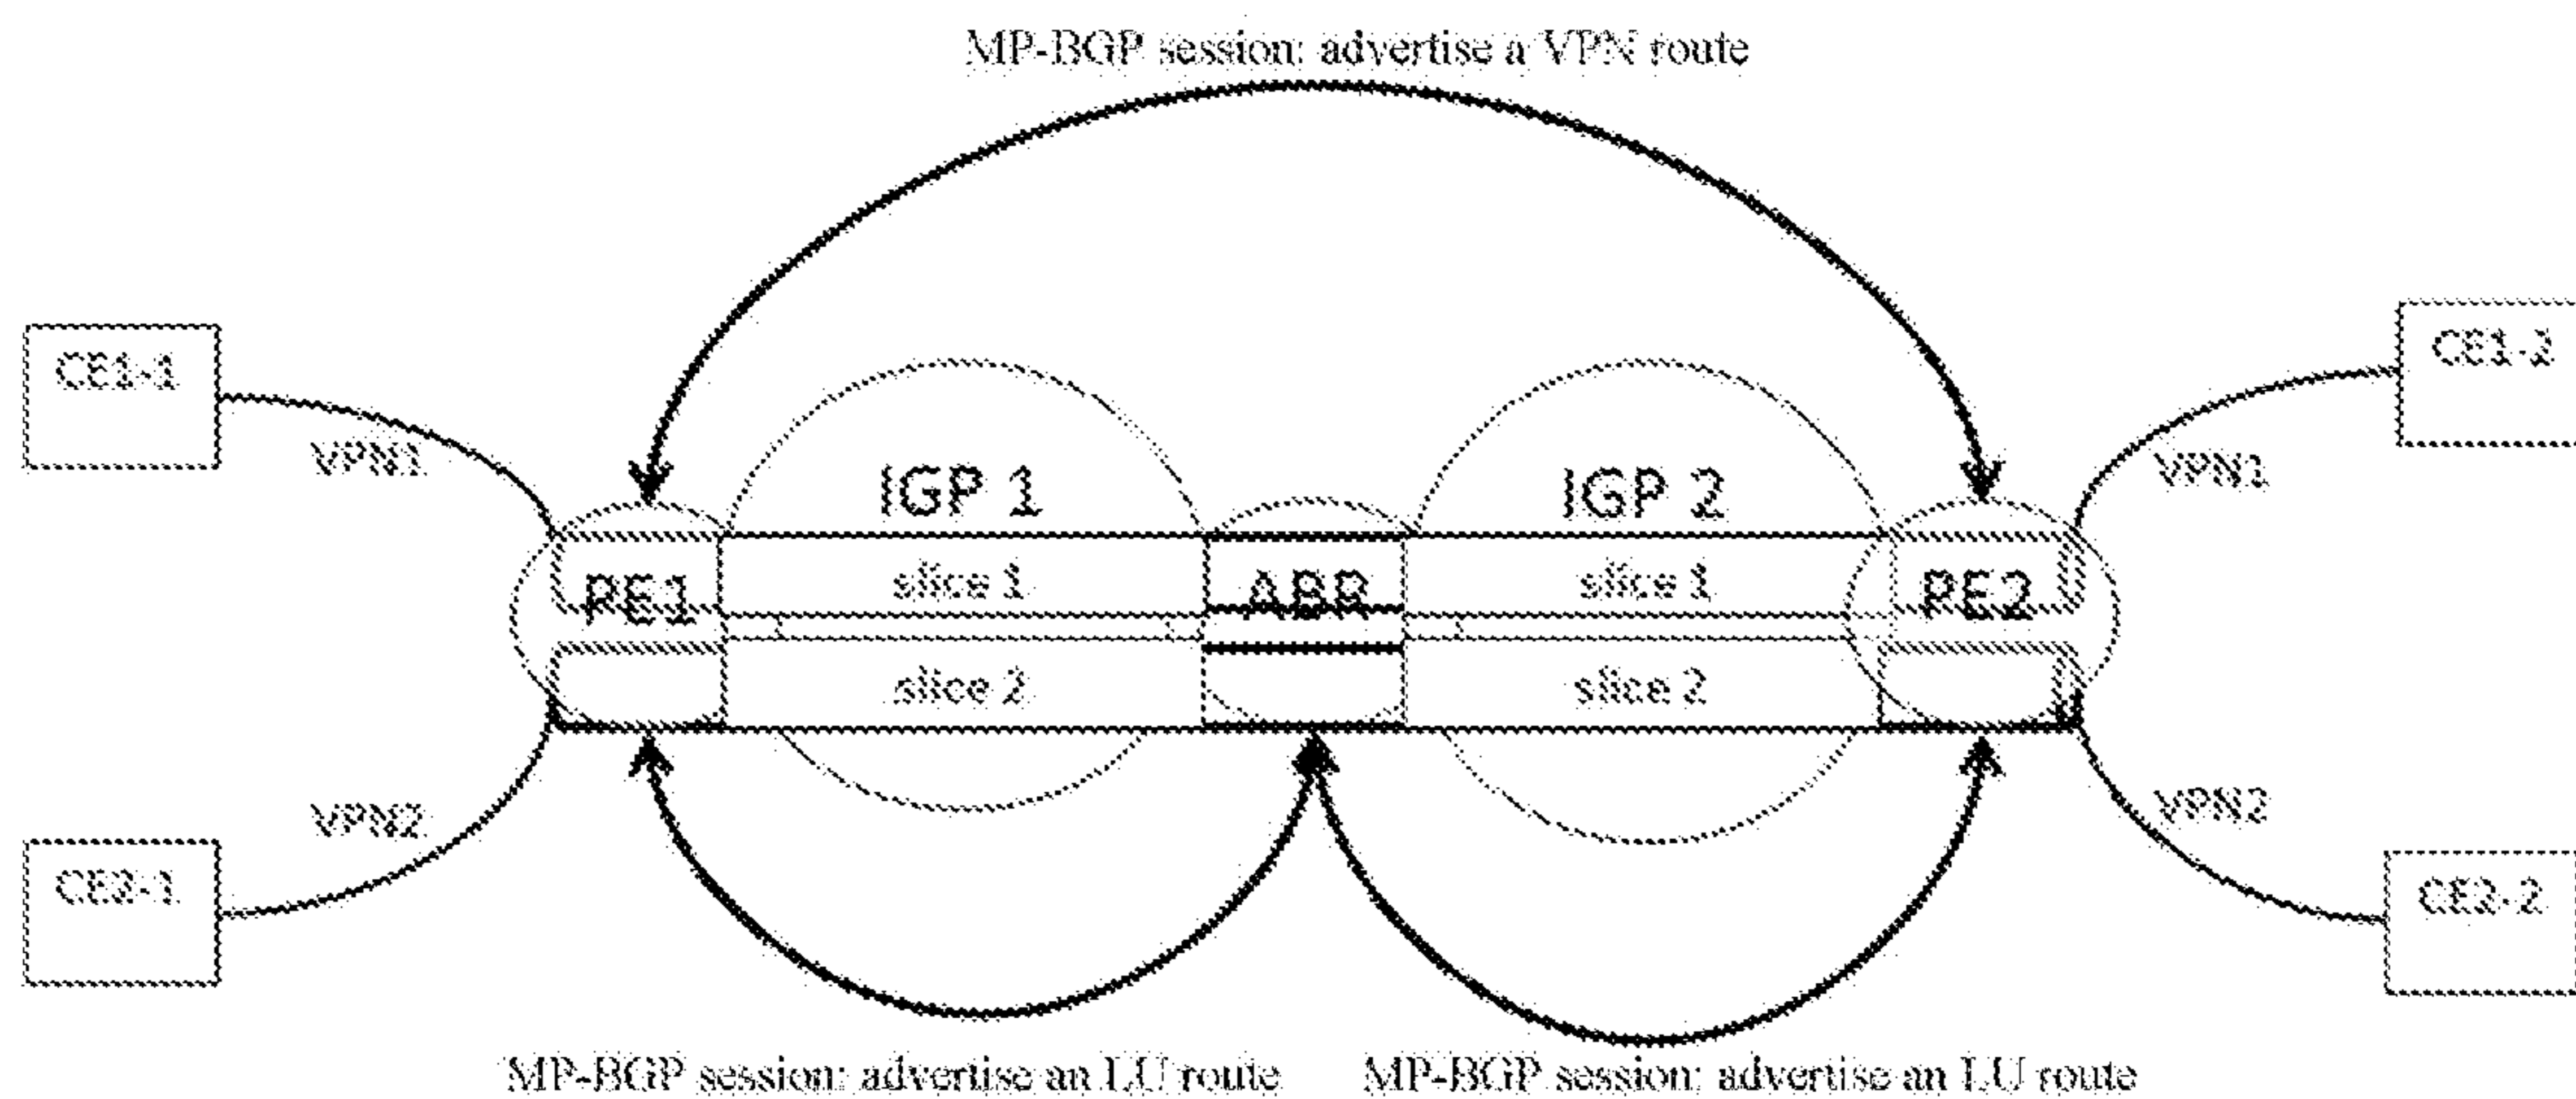 MP-BGP session: advertise a VPN route
CE1-1
CE1-2
VPN1
VPN1
IGP 1
IGP 2
PE1
slice 1
ABR
slice 1
PE2
slice 2
slice 2
VPN2
VPN2
CE2-1
CE2-2
MP-BGP session: advertise an LU route
MP-BGP session: advertise an LU route